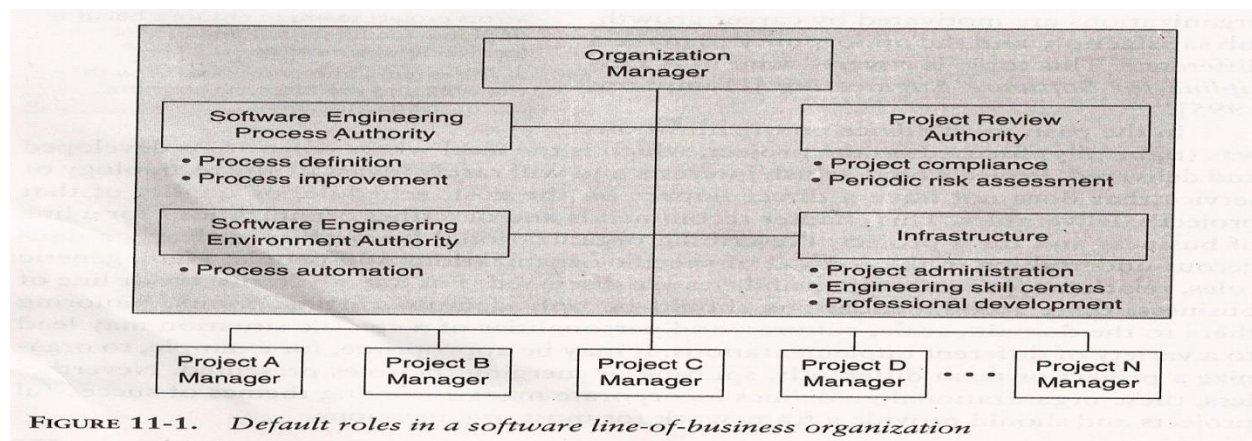 Organization
Manager
Software Engineering
Process Authority
• Process definition
• Process improvement
Project Review
Authority
• Project compliance
• Periodic risk assessment
Software Engineering
Environment Authority
• Process automation
Infrastructure
• Project administration
• Engineering skill centers
• Professional development
Project A
Manager
Project B
Manager
Project C
Manager
Project D
Manager
Project N
Manager
FIGURE 11-1. Default roles in a software line-of-business organization